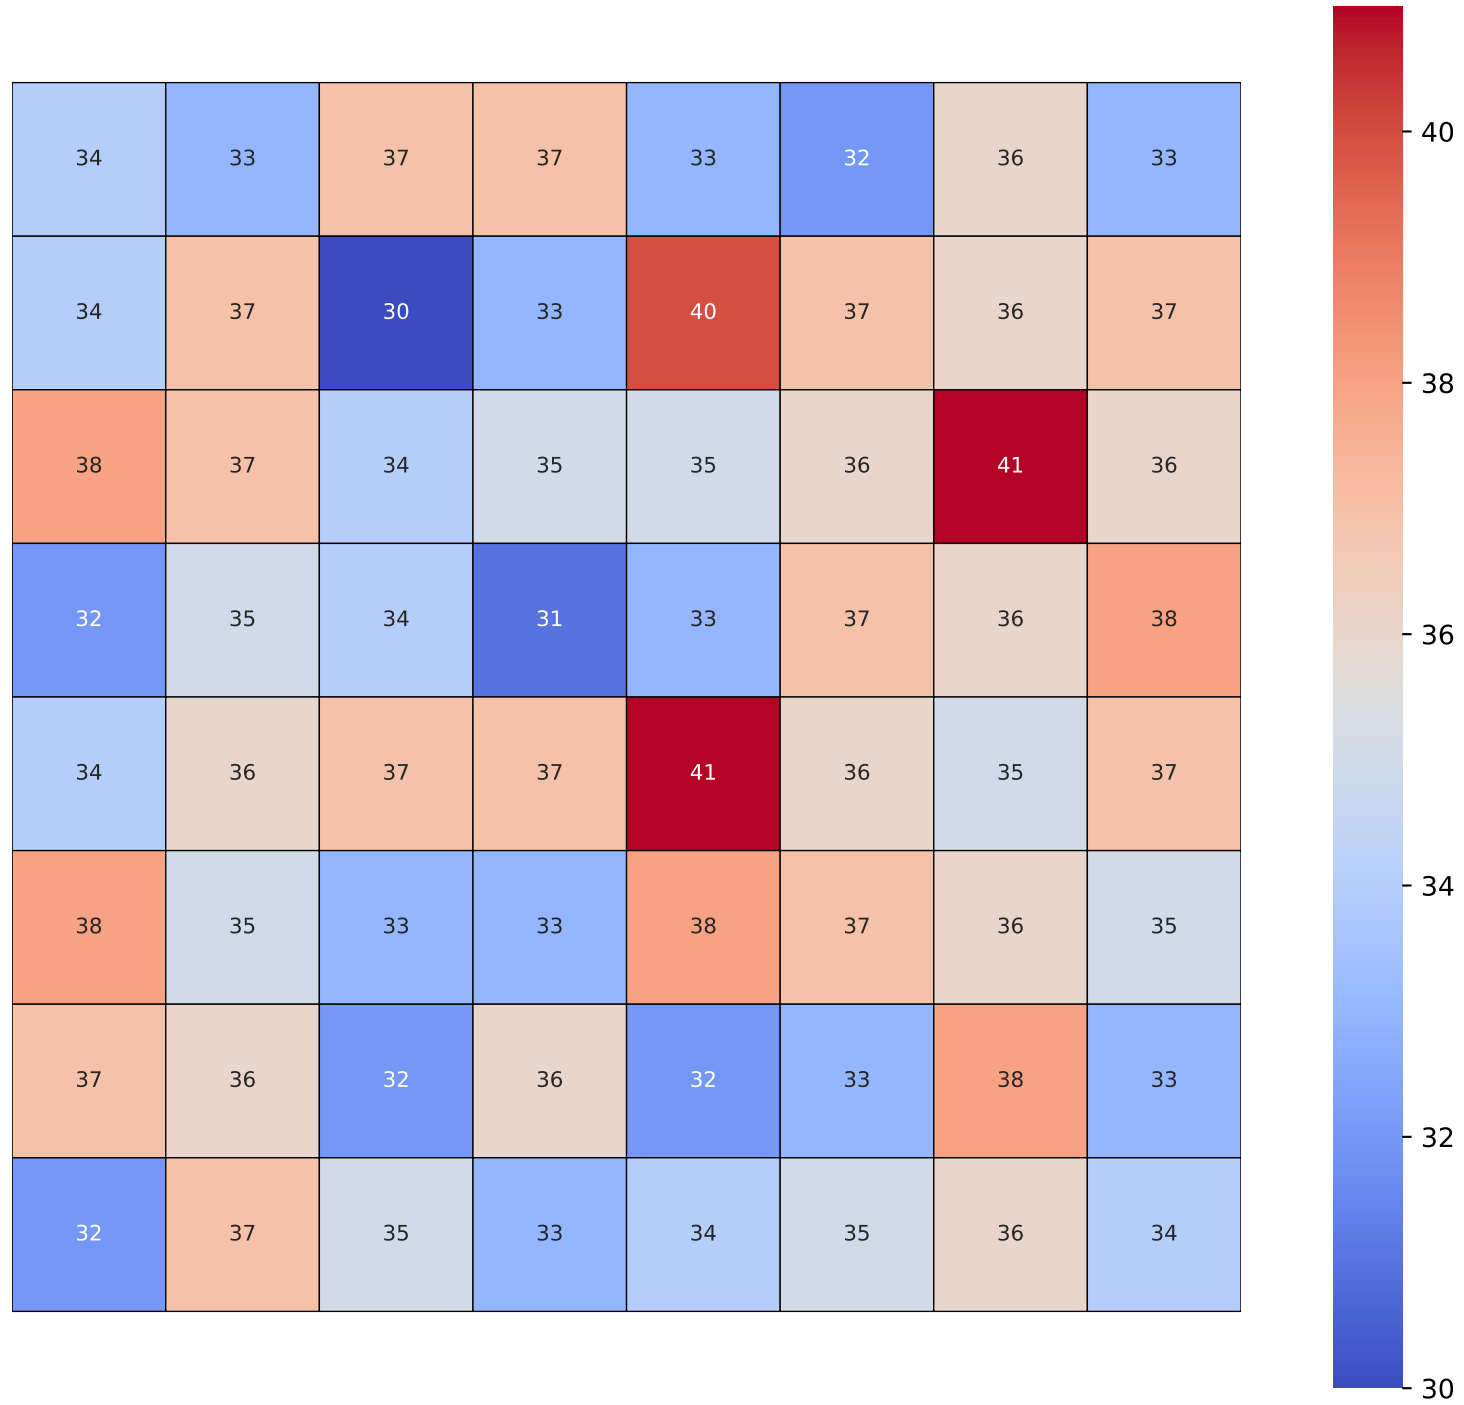 34 33 37 37 33 32 36 33
40
34 37 30 33 40 37 36 37
38
38 37 34 35 35 36 41 36
32 35 34 31 33 37 36 38
36
34 36 37 37 41 36 35 37
34
38 35 33 33 38 37 36 35
37 36 32 36 32 33 38 33
32
32 37 35 33 34 35 36 34
30